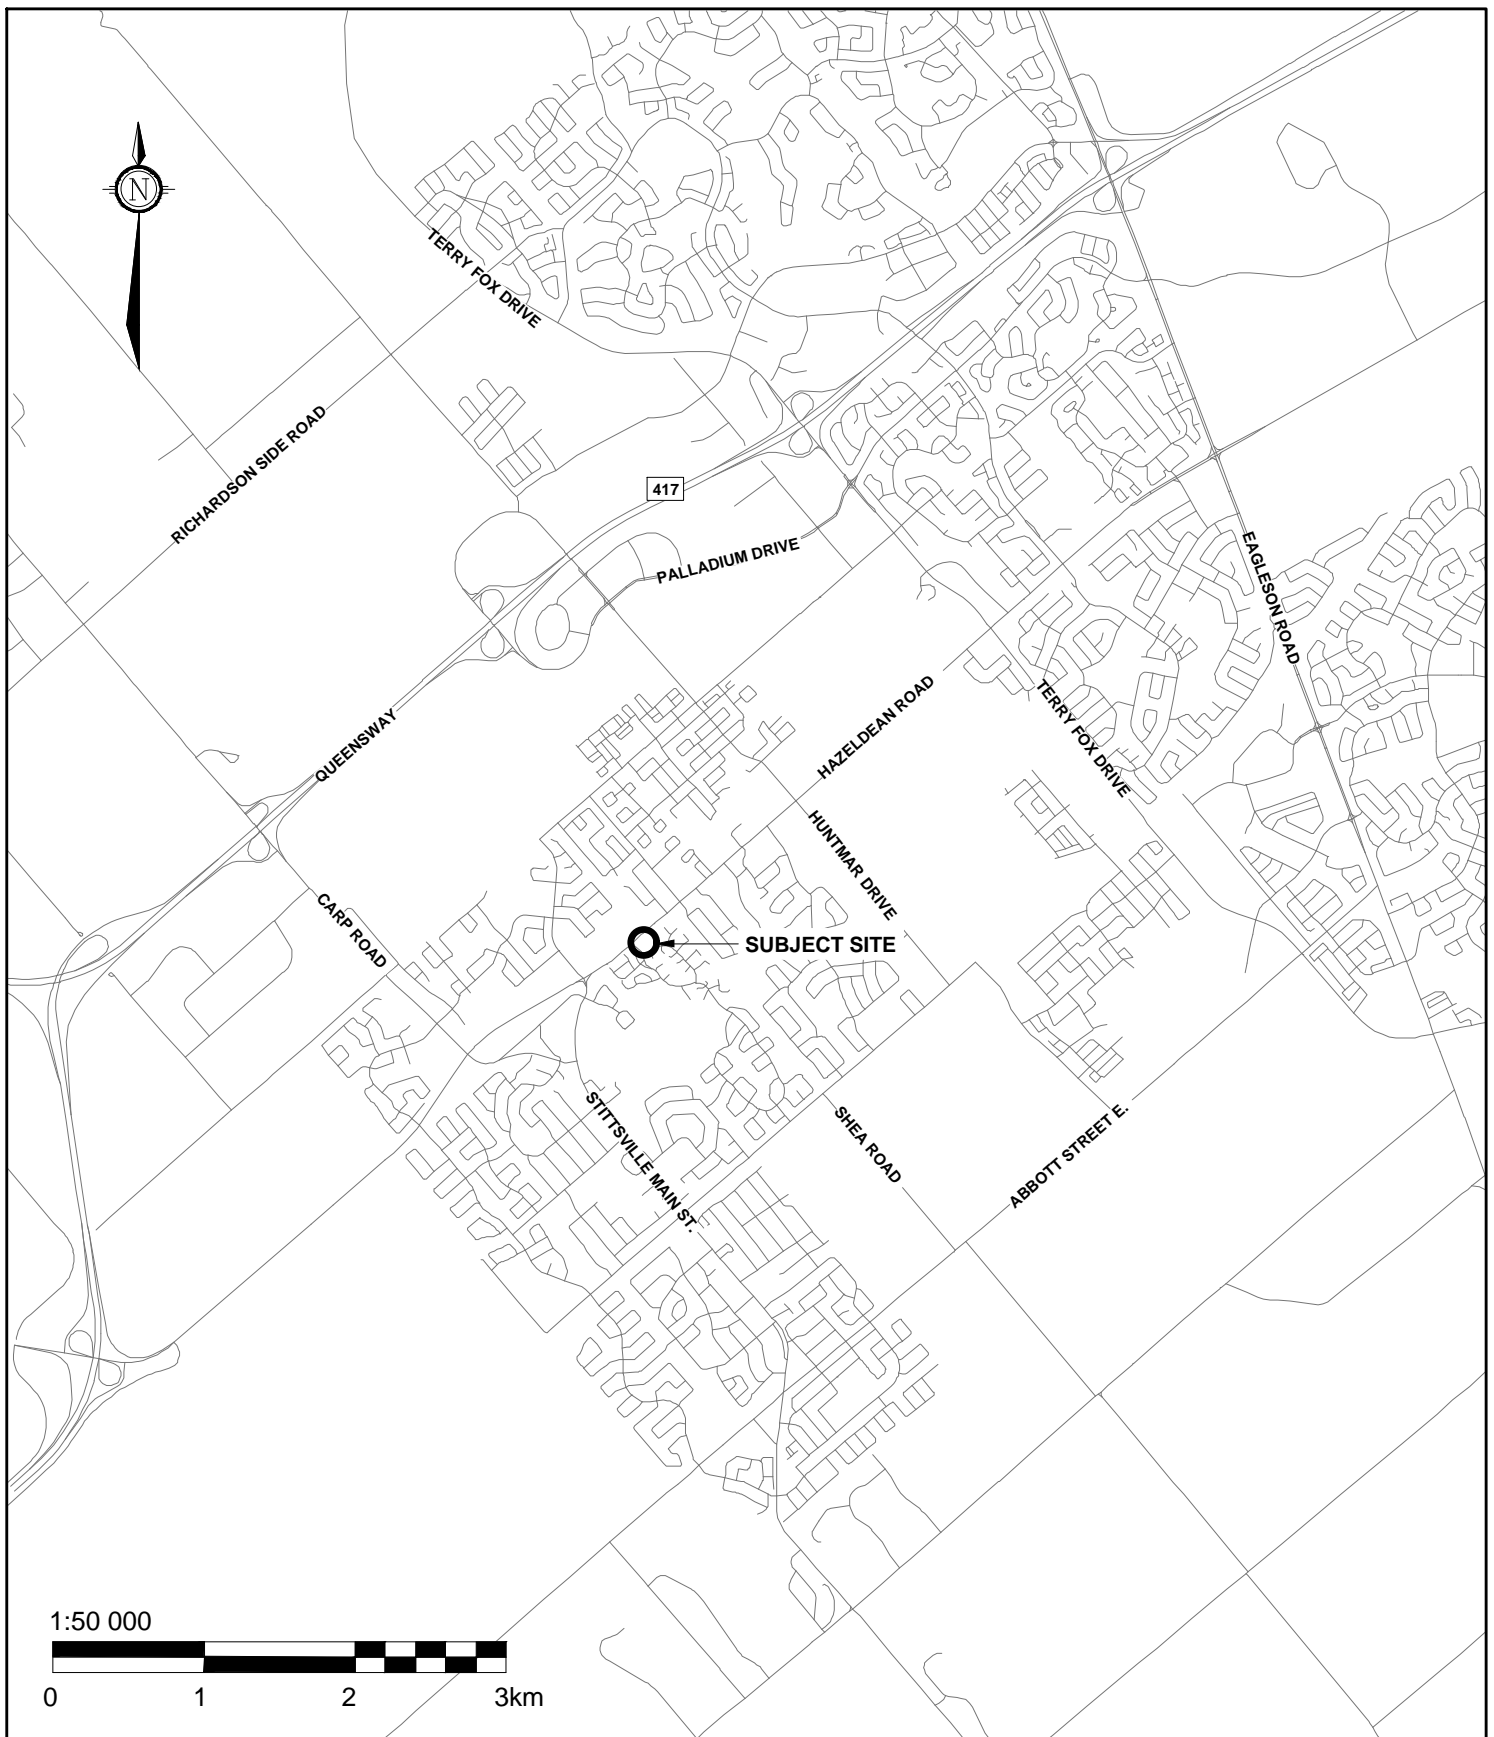 N
TERRY FOX DRIVE
RICHARDSON SIDE ROAD
417
PALLADIUM DRIVE
EAGLESON ROAD
HAZELDEAN ROAD
TERRY FOX DRIVE
QUEENSWAY
HUNTMAR DRIVE
CARP ROAD
SUBJECT SITE
STITTSVILLE MAIN ST.
SHEA ROAD
ABBOTT STREET E.
1:50 000
0 1 2 3km